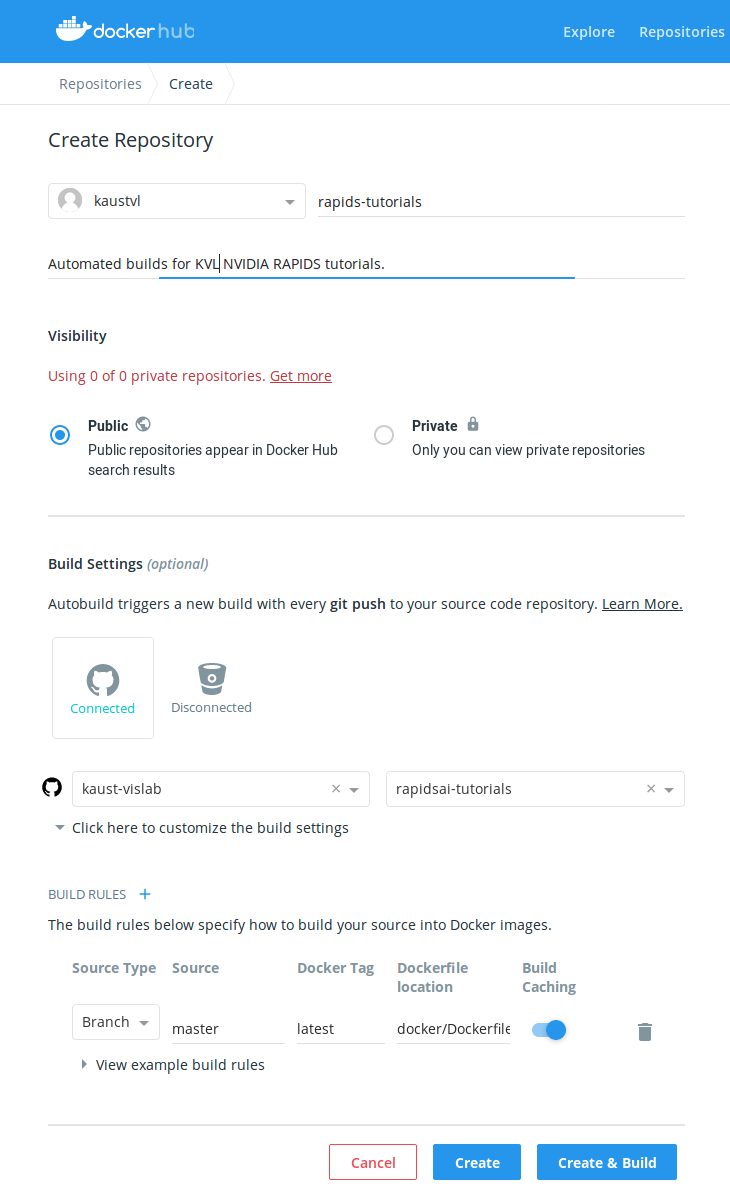 docker hub
Explore Repositories
Repositories Create
Create Repository
kaustvl rapids-tutorials
Automated builds for KVL NVIDIA RAPIDS tutorials.
Visibility
Using 0 of 0 private repositories. Get more
Public
Public repositories appear in Docker Hub
search results
Private
Only you can view private repositories
Build Settings (optional)
Autobuild triggers a new build with every git push to your source code repository. Learn More.
Connected Disconnected
kaust-vislab × rapidsai-tutorials ×
Click here to customize the build settings
BUILD RULES +
The build rules below specify how to build your source into Docker images.
Source Type Source Docker Tag Dockerfile location Build Caching
Branch master latest docker/Dockerfile
View example build rules
Cancel Create Create & Build